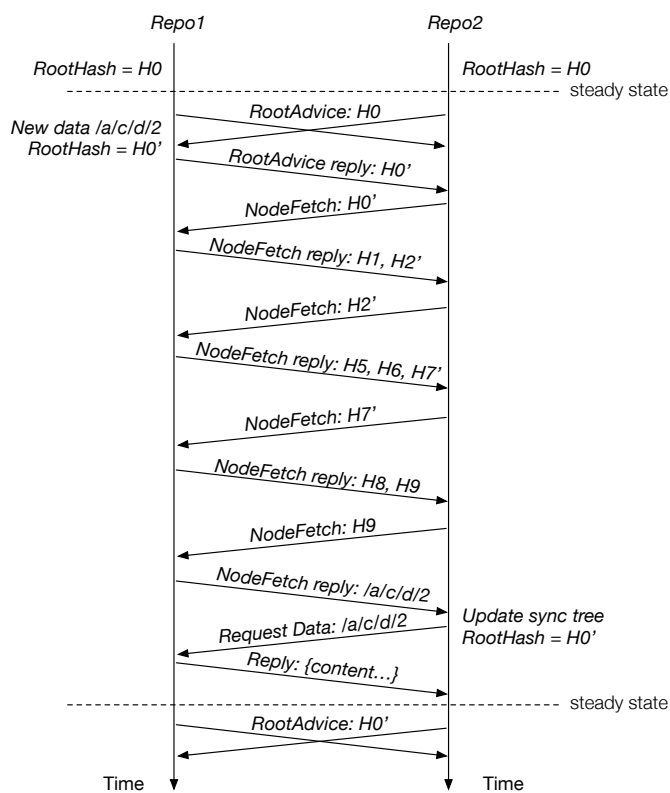 Repo1
Repo2
RootHash = H0
RootHash = H0
steady state
RootAdvice: H0
New data /a/c/d/2
RootHash = H0’
RootAdvice reply: H0’
NodeFetch: H0’
NodeFetch reply: H1, H2’
NodeFetch: H2’
NodeFetch reply: H5, H6, H7’
NodeFetch: H7’
NodeFetch reply: H8, H9
NodeFetch: H9
NodeFetch reply: /a/c/d/2
Update sync tree
RootHash = H0’
Request Data: /a/c/d/2
Reply: {content…}
steady state
RootAdvice: H0’
Time
Time